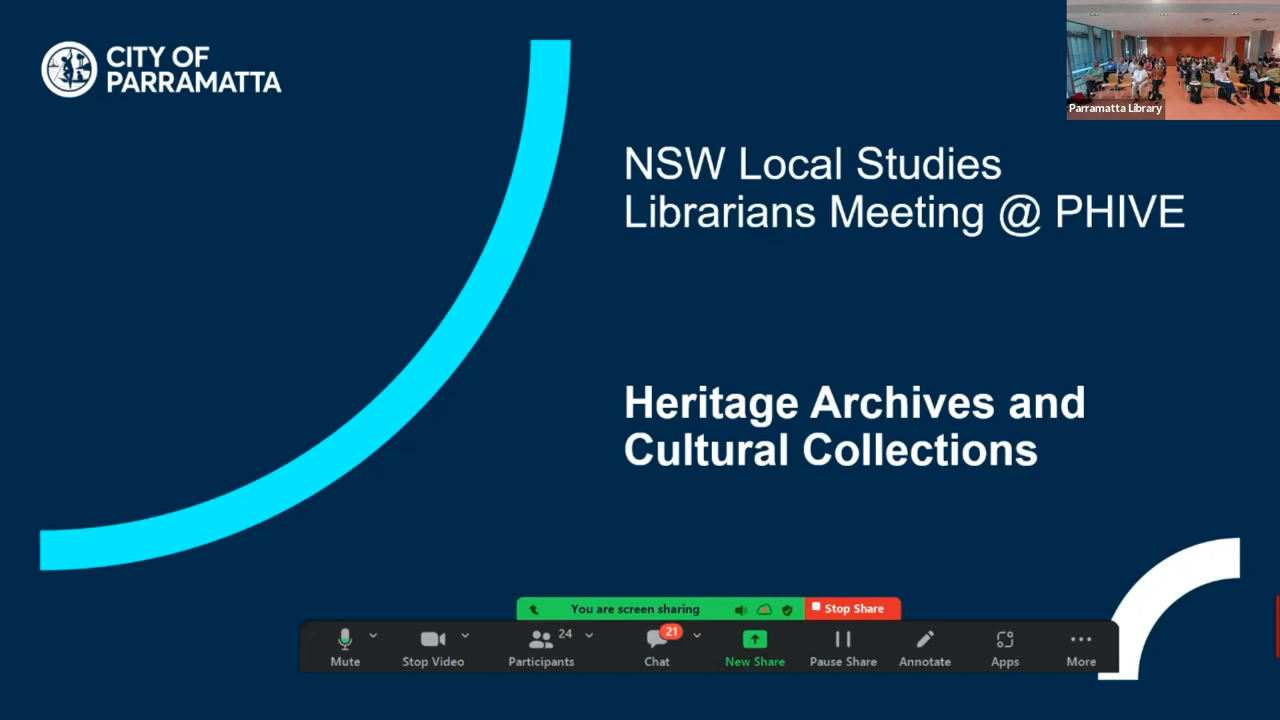 CITY OF
PARRAMATTA
Parramatta Library
NSW Local Studies
Librarians Meeting @ PHIVE
Heritage Archives and
Cultural Collections
You are screen sharing
Stop Share
24
21
Mute
Stop Video
Participants
Chat
New Share
Pause Share
Annotate
Apps
More